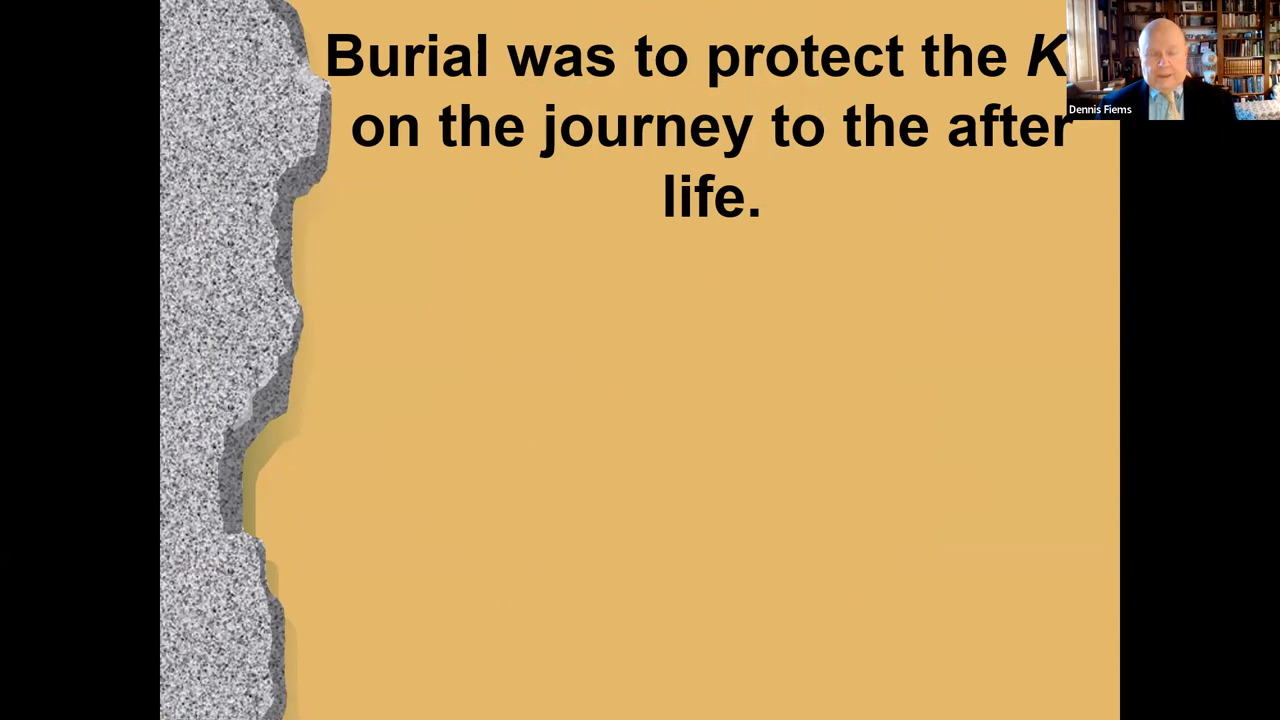 Burial was to protect the K
on the journey to the after
life.
Dennis Fiems